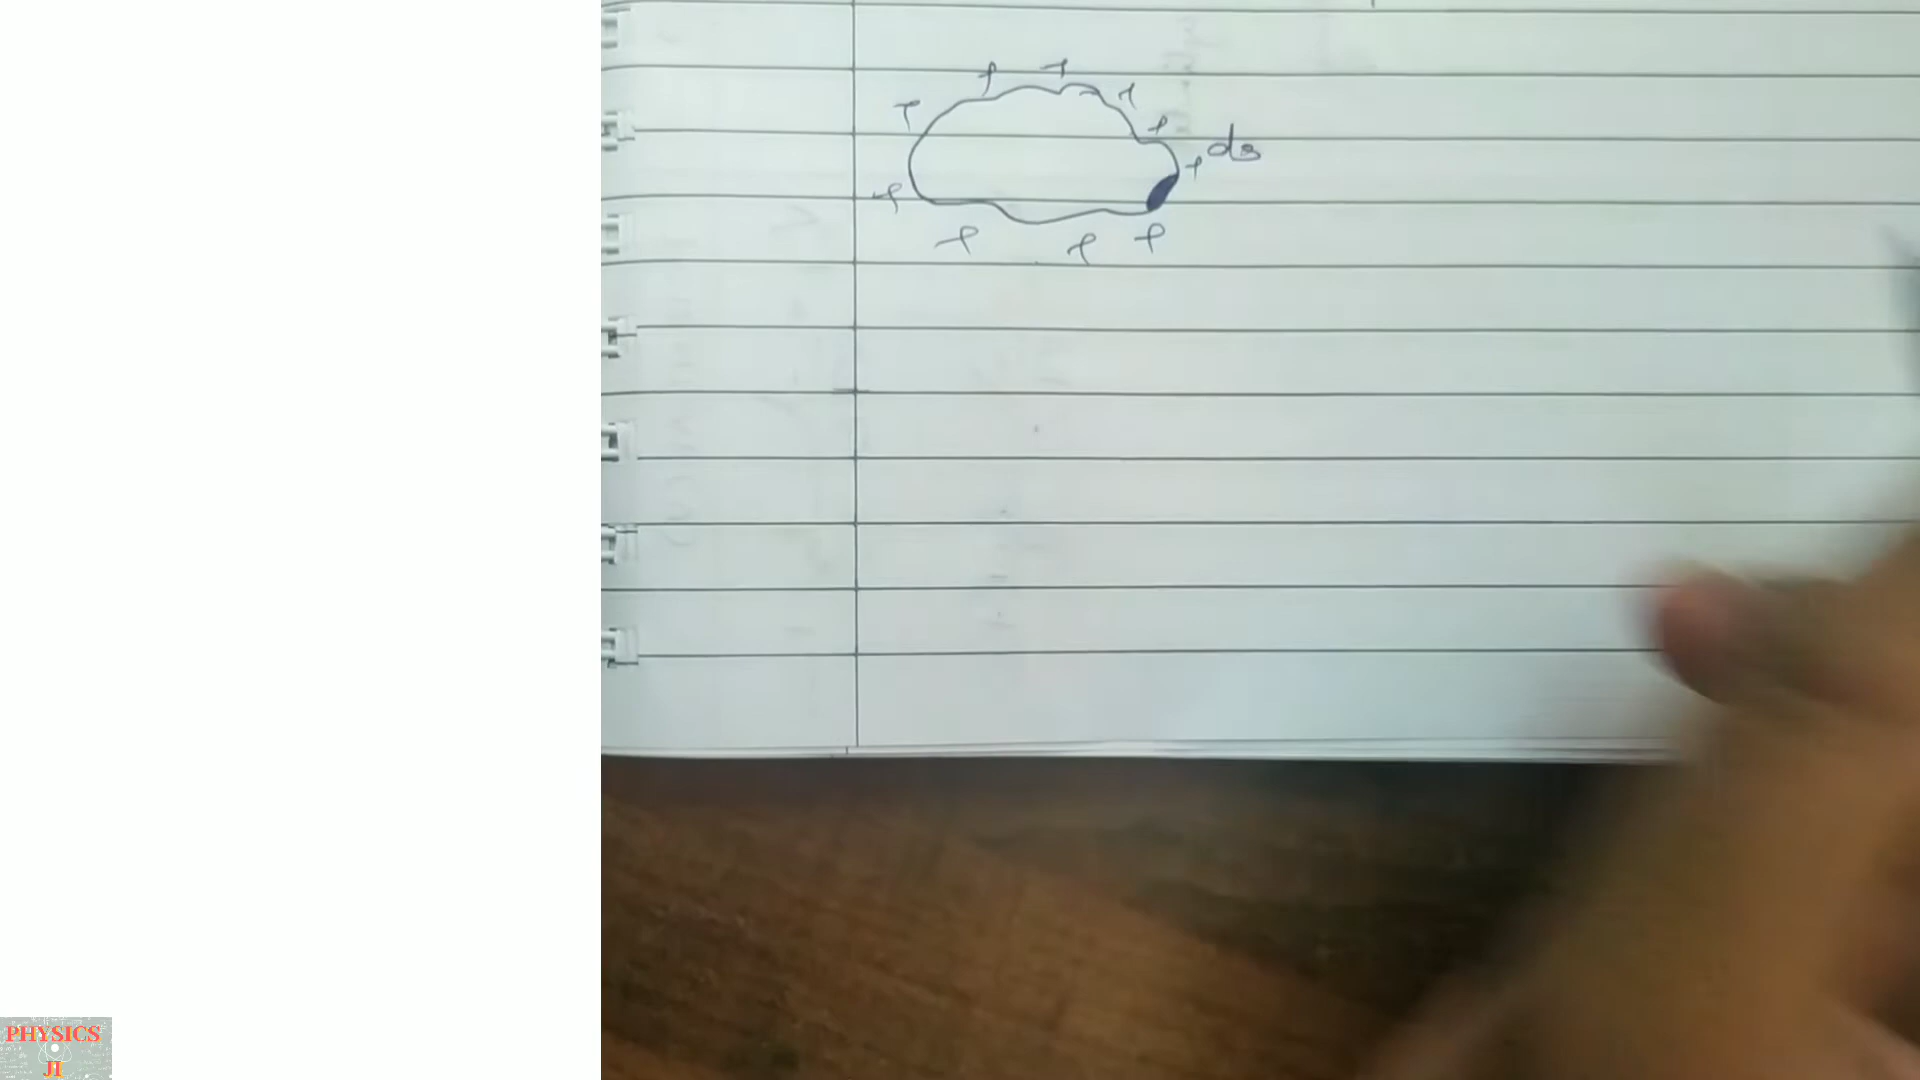 + + + + + + + + + + +
ds
PHYSICS
JI